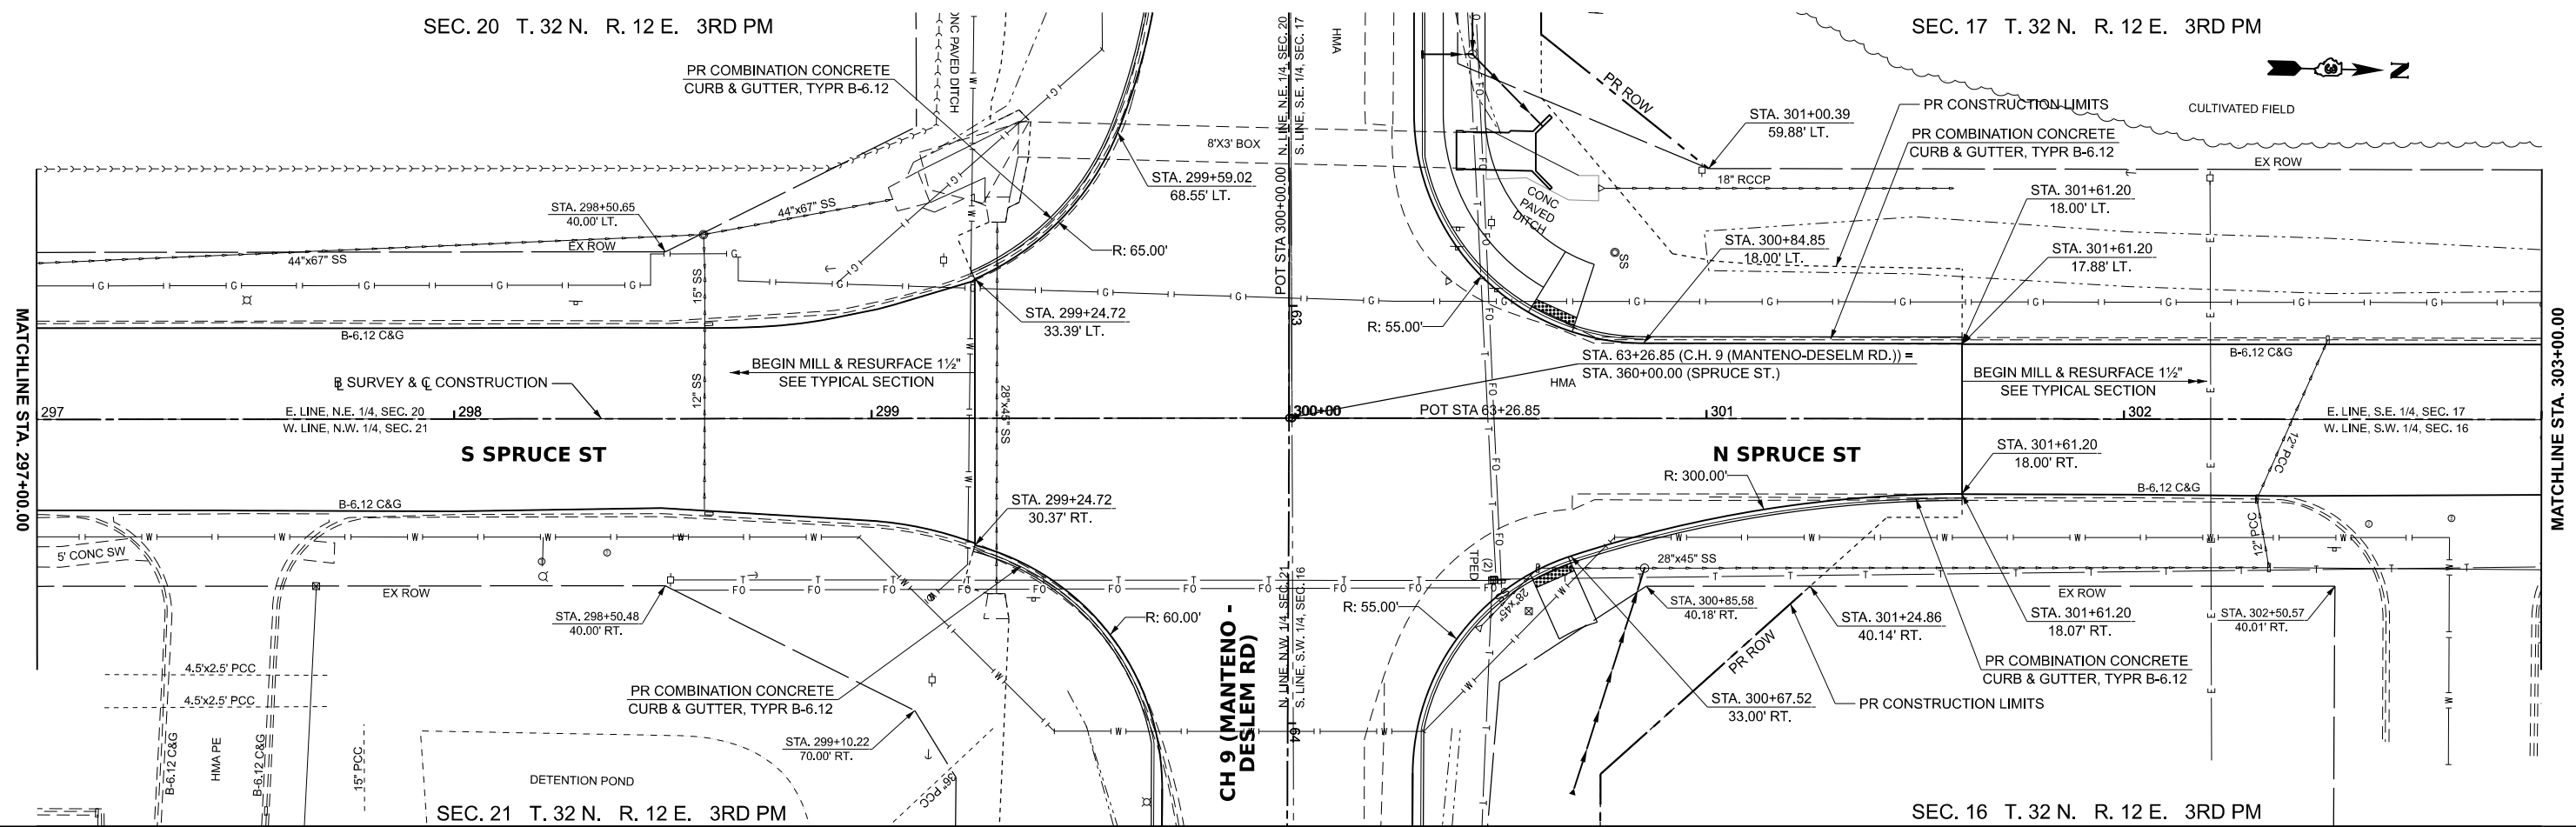 SEC. 20 T. 32 N. R. 12 E. 3RD PM
SEC. 17 T. 32 N. R. 12 E. 3RD PM
N
PR COMBINATION CONCRETE
CURB & GUTTER, TYPR B-6.12
CONC PAVED DITCH
N. LINE, N.E. 1/4, SEC. 20
S. LINE, S.E. 1/4, SEC. 17
POT STA 300+00.00
HMA
8'X3' BOX
PR ROW
STA. 301+00.39
59.88' LT.
PR CONSTRUCTION LIMITS
CULTIVATED FIELD
PR COMBINATION CONCRETE
CURB & GUTTER, TYPR B-6.12
EX ROW
STA. 299+59.02
68.55' LT.
18" RCCP
CONC
PAVED
DITCH
STA. 301+61.20
18.00' LT.
STA. 298+50.65
40.00' LT.
44"x67" SS
EX ROW
44"x67" SS
R: 65.00'
SS
STA. 300+84.85
18.00' LT.
STA. 301+61.20
17.88' LT.
15" SS
STA. 299+24.72
33.39' LT.
63
R: 55.00'
B-6.12 C&G
B-6.12 C&G
MATCHLINE STA. 297+00.00
MATCHLINE STA. 303+00.00
BEGIN MILL & RESURFACE 1½"
SEE TYPICAL SECTION
STA. 63+26.85 (C.H. 9 (MANTENO-DESELM RD.)) =
STA. 360+00.00 (SPRUCE ST.)
HMA
BEGIN MILL & RESURFACE 1½"
SEE TYPICAL SECTION
B SURVEY & C CONSTRUCTION
12" SS
28"x45" SS
297
298
299
300+00
POT STA 63+26.85
301
302
E. LINE, N.E. 1/4, SEC. 20
W. LINE, N.W. 1/4, SEC. 21
E. LINE, S.E. 1/4, SEC. 17
W. LINE, S.W. 1/4, SEC. 16
S SPRUCE ST
N SPRUCE ST
12" PCC
STA. 301+61.20
18.00' RT.
R: 300.00'
B-6.12 C&G
STA. 299+24.72
30.37' RT.
B-6.12 C&G
5' CONC SW
12" PCC
(2)
TPED
28"x45" SS
EX ROW
EX ROW
STA. 298+50.48
40.00' RT.
R: 60.00'
R: 55.00'
28"x45"
SS
STA. 300+85.58
40.18' RT.
STA. 301+24.86
40.14' RT.
STA. 301+61.20
18.07' RT.
STA. 302+50.57
40.01' RT.
CH 9 (MANTENO -
DESLEM RD)
N. LINE, N.W. 1/4, SEC. 21
S. LINE, S.W. 1/4, SEC. 16
PR ROW
4.5'x2.5' PCC
4.5'x2.5' PCC
PR COMBINATION CONCRETE
CURB & GUTTER, TYPR B-6.12
PR COMBINATION CONCRETE
CURB & GUTTER, TYPR B-6.12
STA. 300+67.52
33.00' RT.
PR CONSTRUCTION LIMITS
STA. 299+10.22
70.00' RT.
64
B-6.12 C&G
HMA PE
B-6.12 C&G
15" PCC
DETENTION POND
66" PCC
SEC. 21 T. 32 N. R. 12 E. 3RD PM
SEC. 16 T. 32 N. R. 12 E. 3RD PM